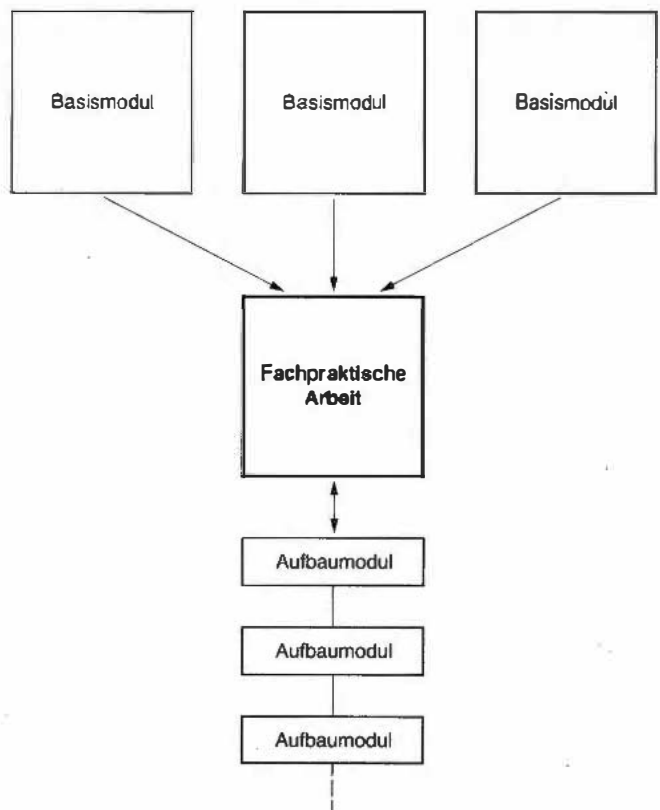 Basismodul
Basismodul
Basismodul
Fachpraktische
Arbeit
Aufbaumodul
Aufbaumodul
Aufbaumodul